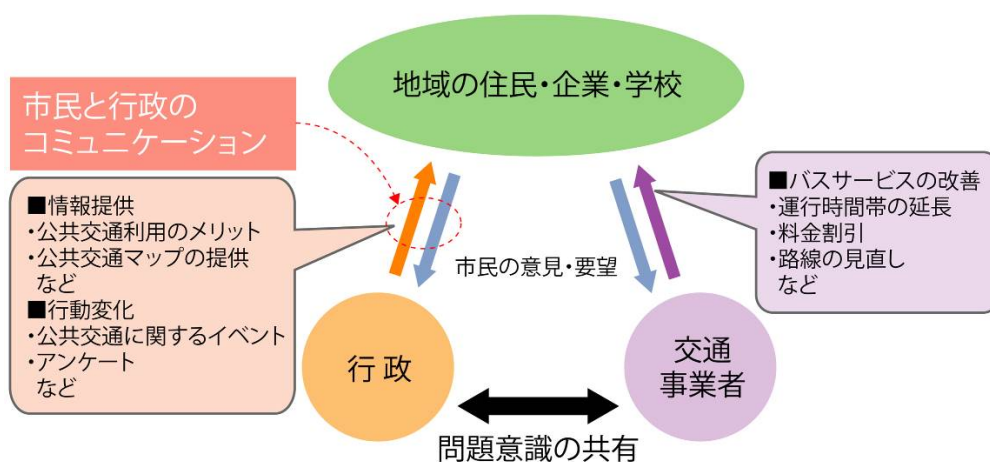 地域の住民・企業・学校
市民と行政の
コミュニケーション
■情報提供
・公共交通利用のメリット
・公共交通マップの提供
など
■行動変化
・公共交通に関するイベント
・アンケート
など
■バスサービスの改善
・運行時間帯の延長
・料金割引
・路線の見直し
など
市民の意見・要望
行政
交通
事業者
問題意識の共有